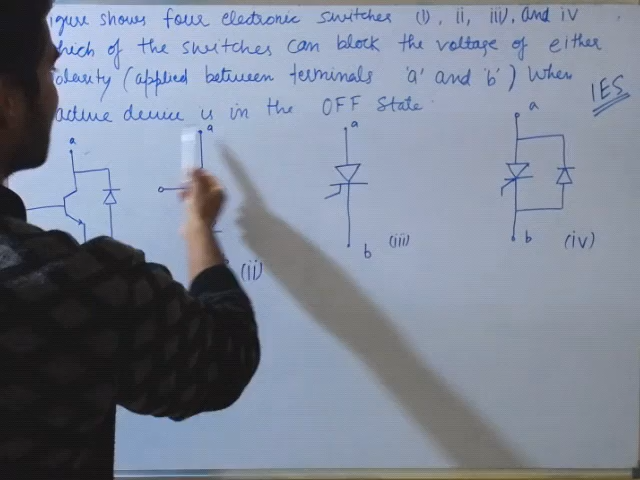 igure shows four electronic switches (i), ii, iii), and iv
which of the switches can block the voltage of either
olarity (applied between terminals 'a' and 'b') when
active device is in the OFF state.
IES
a
a
a
a
b
b
(ii)
(iii)
(iv)